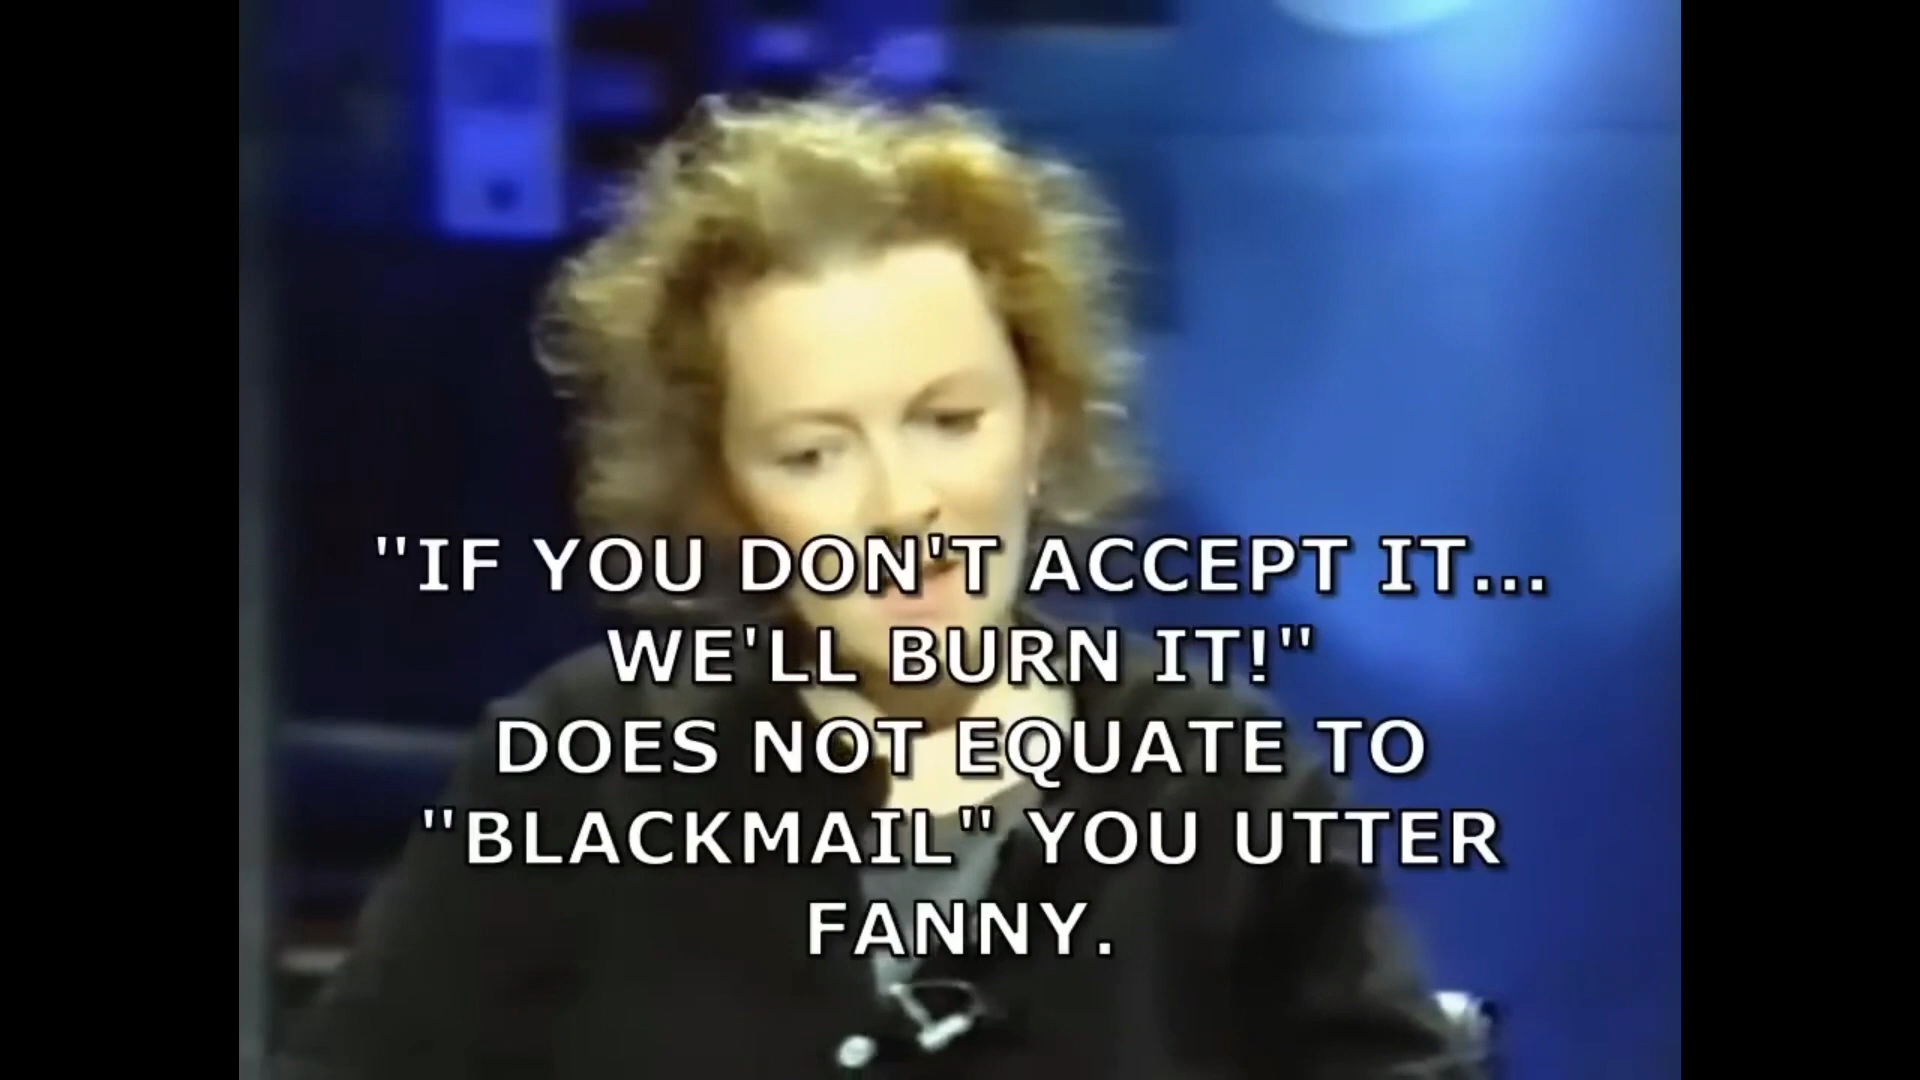 "IF YOU DON'T ACCEPT IT...
WE'LL BURN IT!"
DOES NOT EQUATE TO
"BLACKMAIL" YOU UTTER
FANNY.